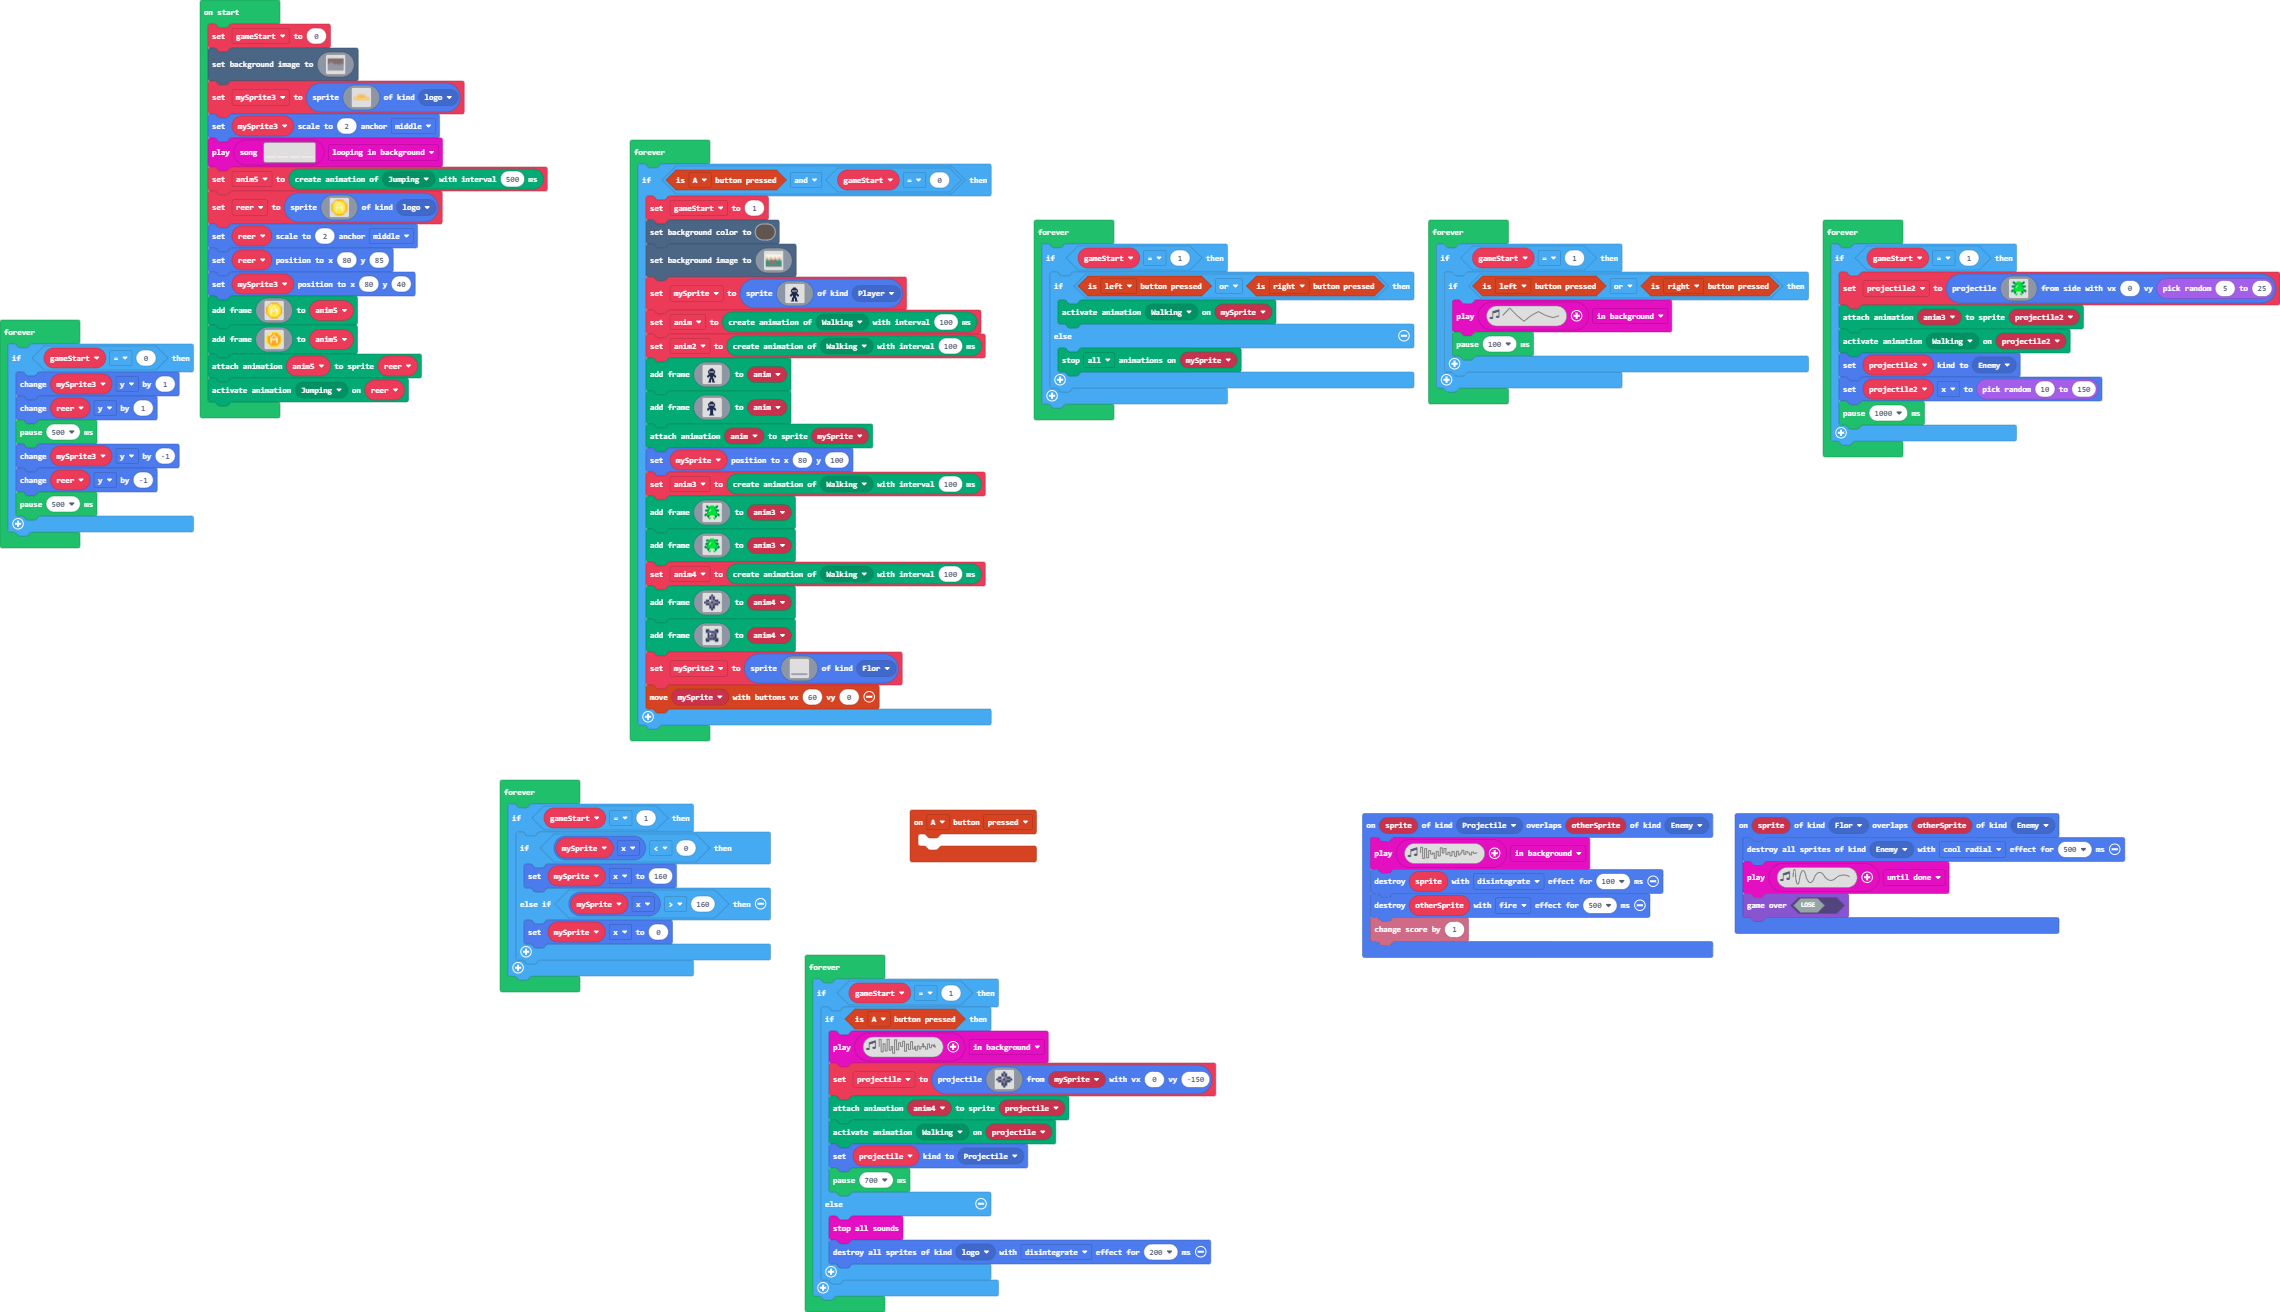 on start
set gameStart to 0
set background image to
set mySprite3 to sprite of kind logo
set mySprite3 scale to 2 anchor middle
play song looping in background
set anim5 to create animation of Jumping with interval 500 ms
set reer to sprite of kind logo
set reer scale to 2 anchor middle
set reer position to x 80 y 85
set mySprite3 position to x 80 y 40
add frame to anim5
add frame to anim5
attach animation anim5 to sprite reer
activate animation Jumping on reer
forever
if gameStart = 0 then
change mySprite3 y by 1
change reer y by 1
pause 500 ms
change mySprite3 y by -1
change reer y by -1
pause 500 ms
forever
if is A button pressed and gameStart = 0 then
set gameStart to 1
set background color to
set background image to
set mySprite to sprite of kind Player
set anim to create animation of Walking with interval 100 ms
set anim2 to create animation of Walking with interval 100 ms
add frame to anim
add frame to anim
attach animation anim to sprite mySprite
set mySprite position to x 80 y 100
set anim3 to create animation of Walking with interval 100 ms
add frame to anim3
add frame to anim3
set anim4 to create animation of Walking with interval 100 ms
add frame to anim4
add frame to anim4
set mySprite2 to sprite of kind Flor
move mySprite with buttons vx 60 vy 0
forever
if gameStart = 1 then
if is left button pressed or is right button pressed then
activate animation Walking on mySprite
else
stop all animations on mySprite
forever
if gameStart = 1 then
if is left button pressed or is right button pressed then
play in background
pause 100 ms
forever
if gameStart = 1 then
set projectile2 to projectile from side with vx 0 vy pick random 5 to 25
attach animation anim3 to sprite projectile2
activate animation Walking on projectile2
set projectile2 kind to Enemy
set projectile2 x to pick random 10 to 150
pause 1000 ms
forever
if gameStart = 1 then
if mySprite x < 0 then
set mySprite x to 160
else if mySprite x > 160 then
set mySprite x to 0
on A button pressed
forever
if gameStart = 1 then
if is A button pressed then
play in background
set projectile to projectile from mySprite with vx 0 vy -150
attach animation anim4 to sprite projectile
activate animation Walking on projectile
set projectile kind to Projectile
pause 700 ms
else
stop all sounds
destroy all sprites of kind logo with disintegrate effect for 200 ms
on sprite of kind Projectile overlaps otherSprite of kind Enemy
play in background
destroy sprite with disintegrate effect for 100 ms
destroy otherSprite with fire effect for 500 ms
change score by 1
on sprite of kind Flor overlaps otherSprite of kind Enemy
destroy all sprites of kind Enemy with cool radial effect for 500 ms
play until done
game over LOSE